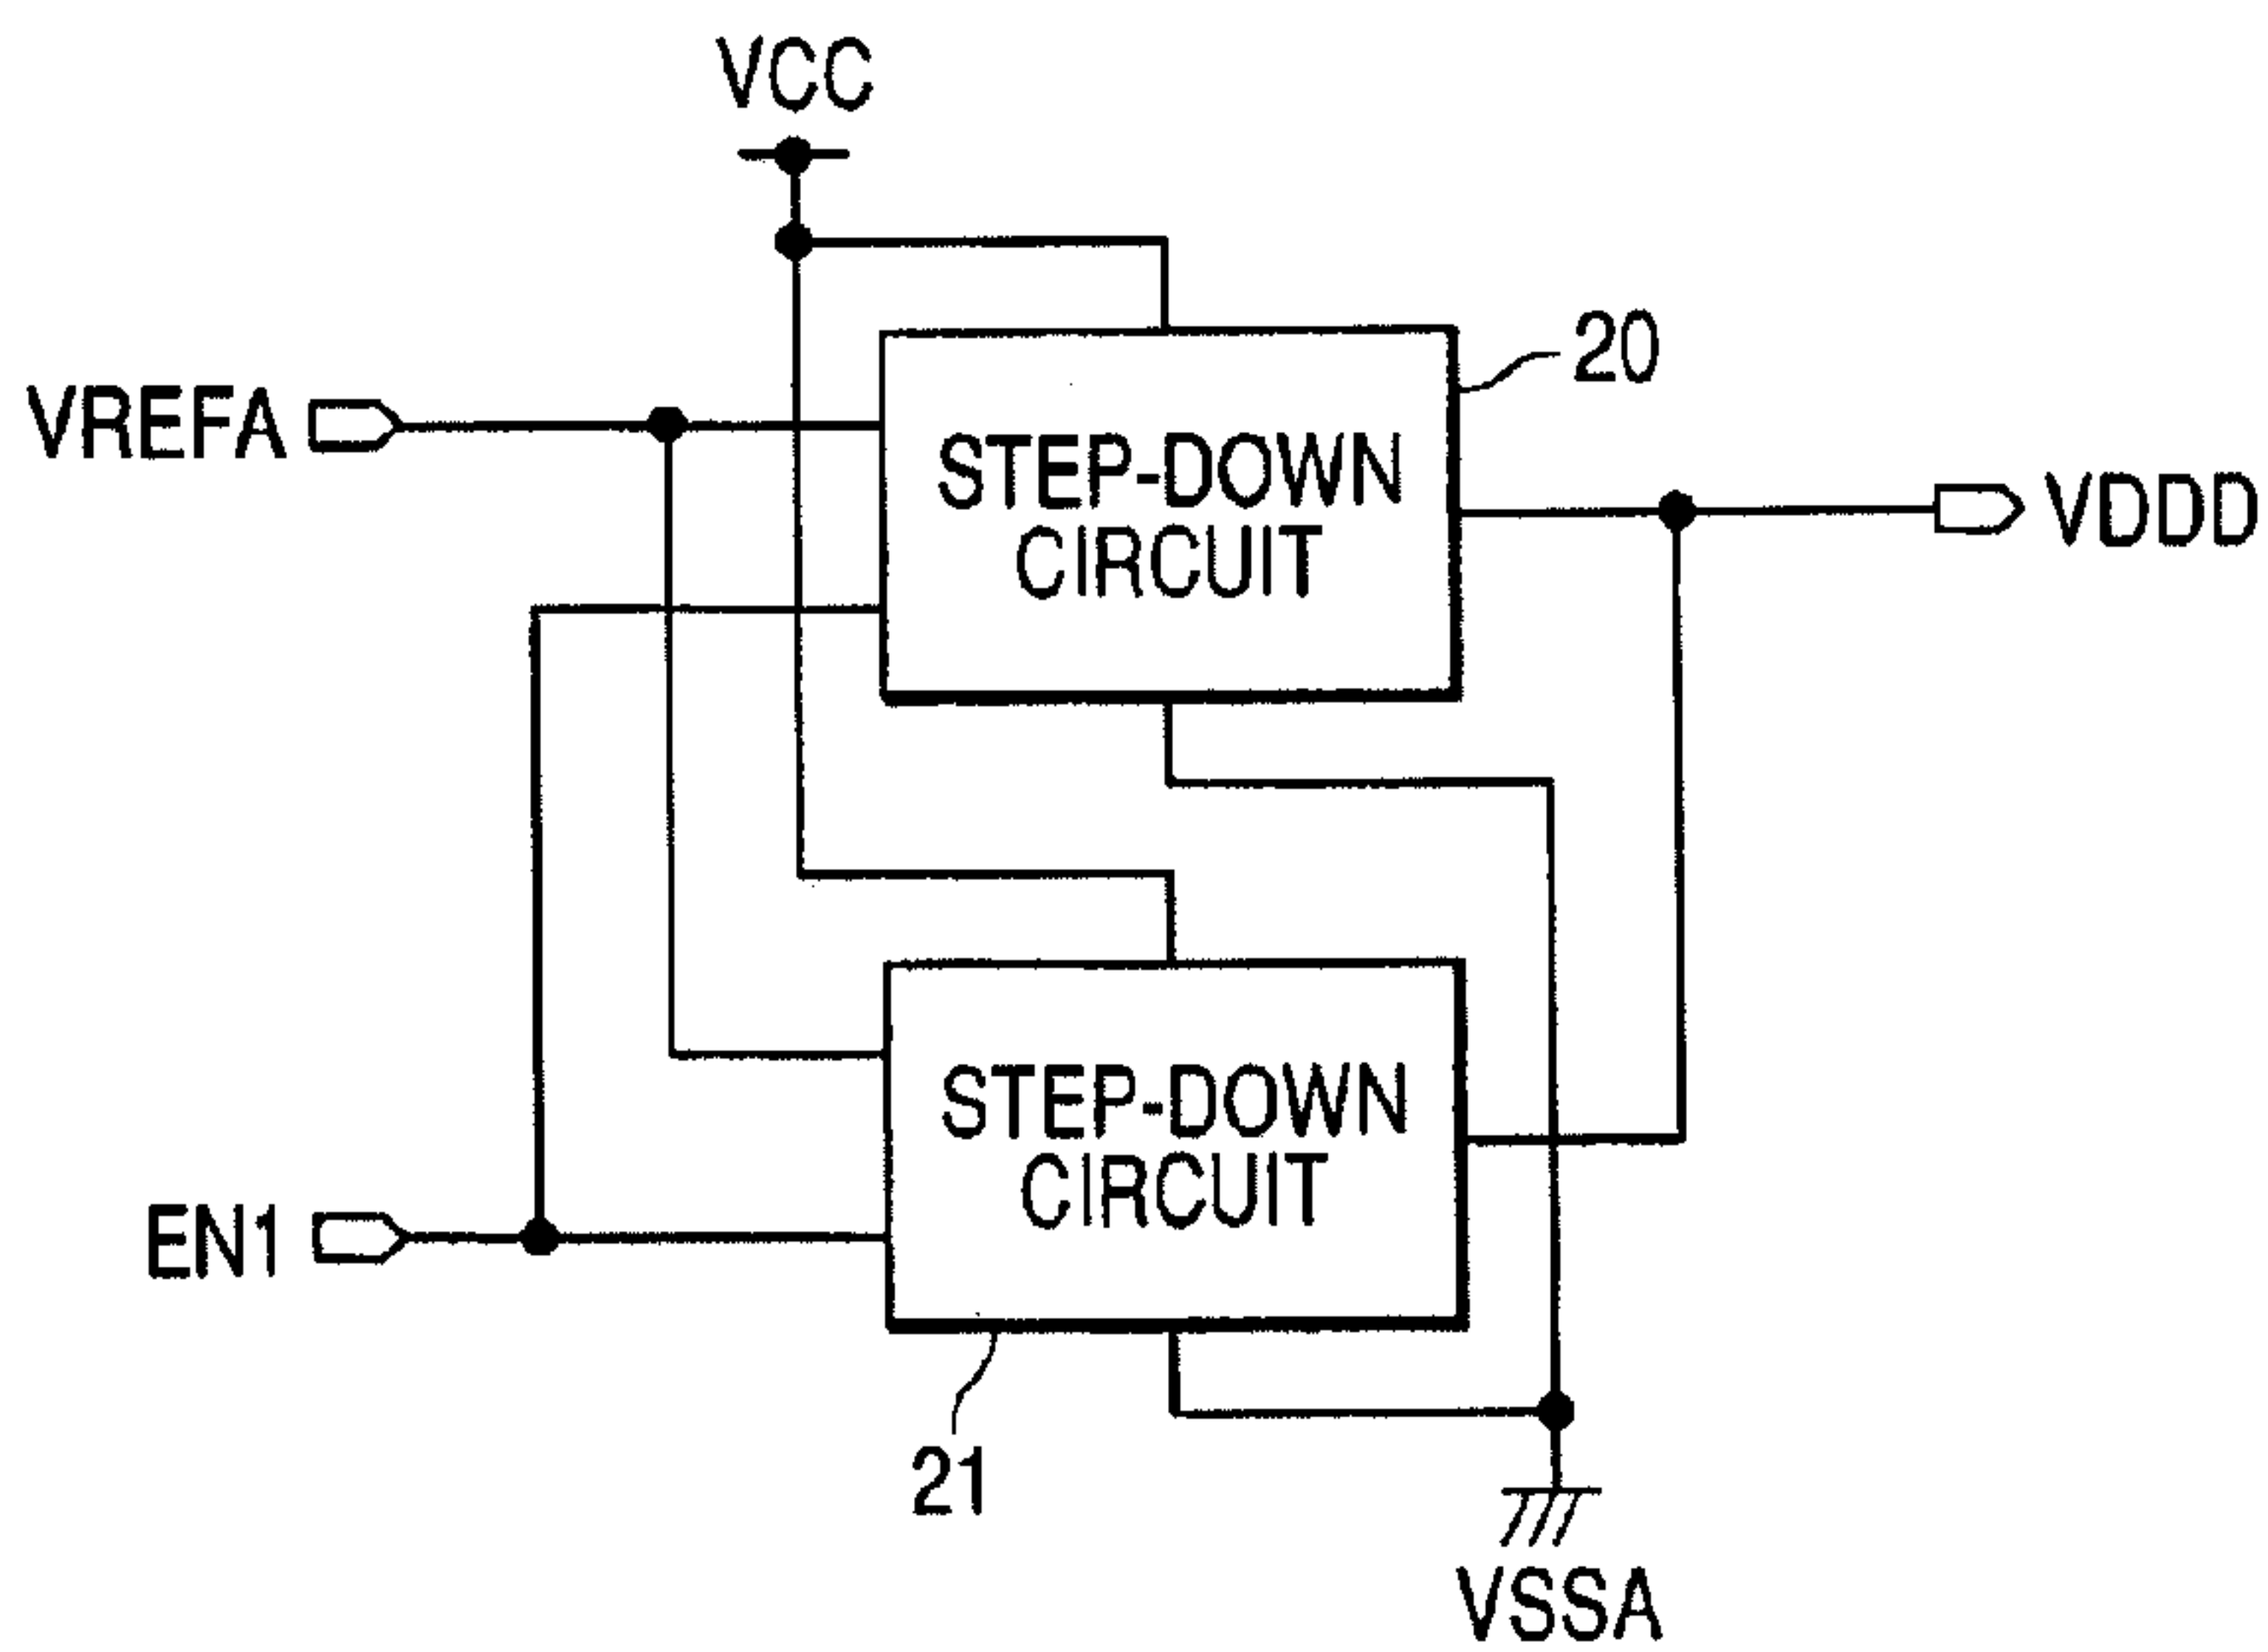 VCC
20
VREFA
STEP-DOWN
CIRCUIT
VDDD
STEP-DOWN
CIRCUIT
EN1
21
VSSA